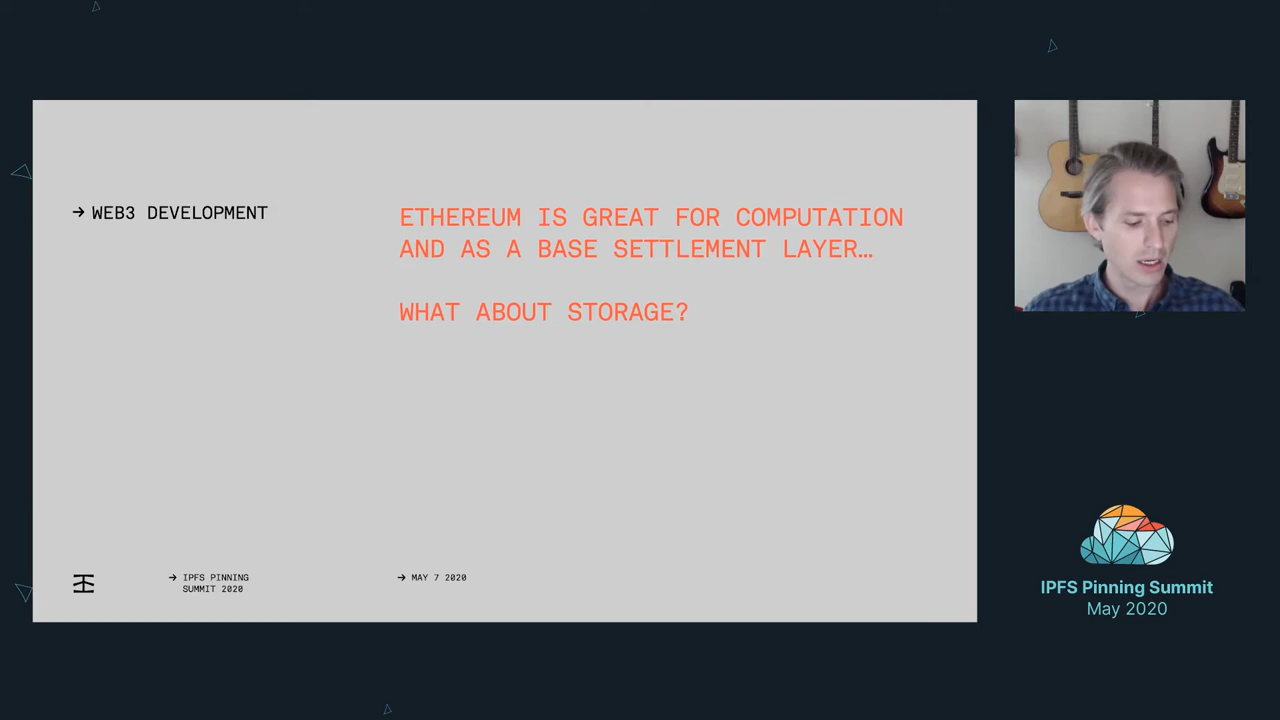 → WEB3 DEVELOPMENT
ETHEREUM IS GREAT FOR COMPUTATION
AND AS A BASE SETTLEMENT LAYER…
WHAT ABOUT STORAGE?
→ IPFS PINNING
SUMMIT 2020
→ MAY 7 2020
IPFS Pinning Summit
May 2020